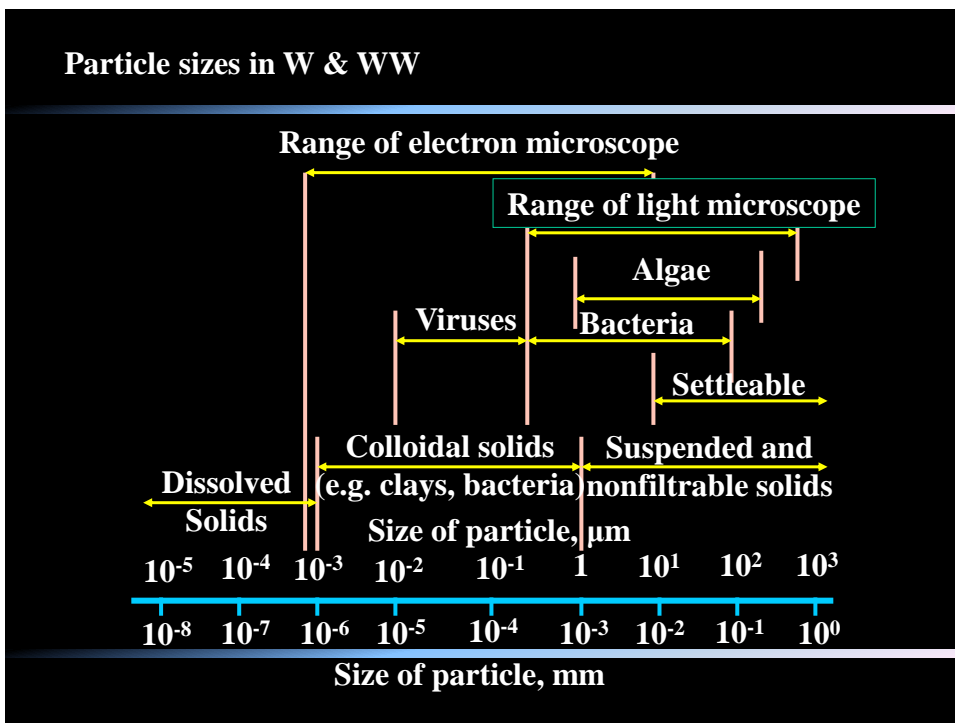 Particle sizes in W & WW
Range of electron microscope
Range of light microscope
Algae
Viruses
Bacteria
Settleable
Colloidal solids
(e.g. clays, bacteria)
Suspended and
nonfiltrable solids
Dissolved
Solids
Size of particle, µm
10⁻⁵ 10⁻⁴ 10⁻³ 10⁻² 10⁻¹ 1 10¹ 10² 10³
10⁻⁸ 10⁻⁷ 10⁻⁶ 10⁻⁵ 10⁻⁴ 10⁻³ 10⁻² 10⁻¹ 10⁰
Size of particle, mm